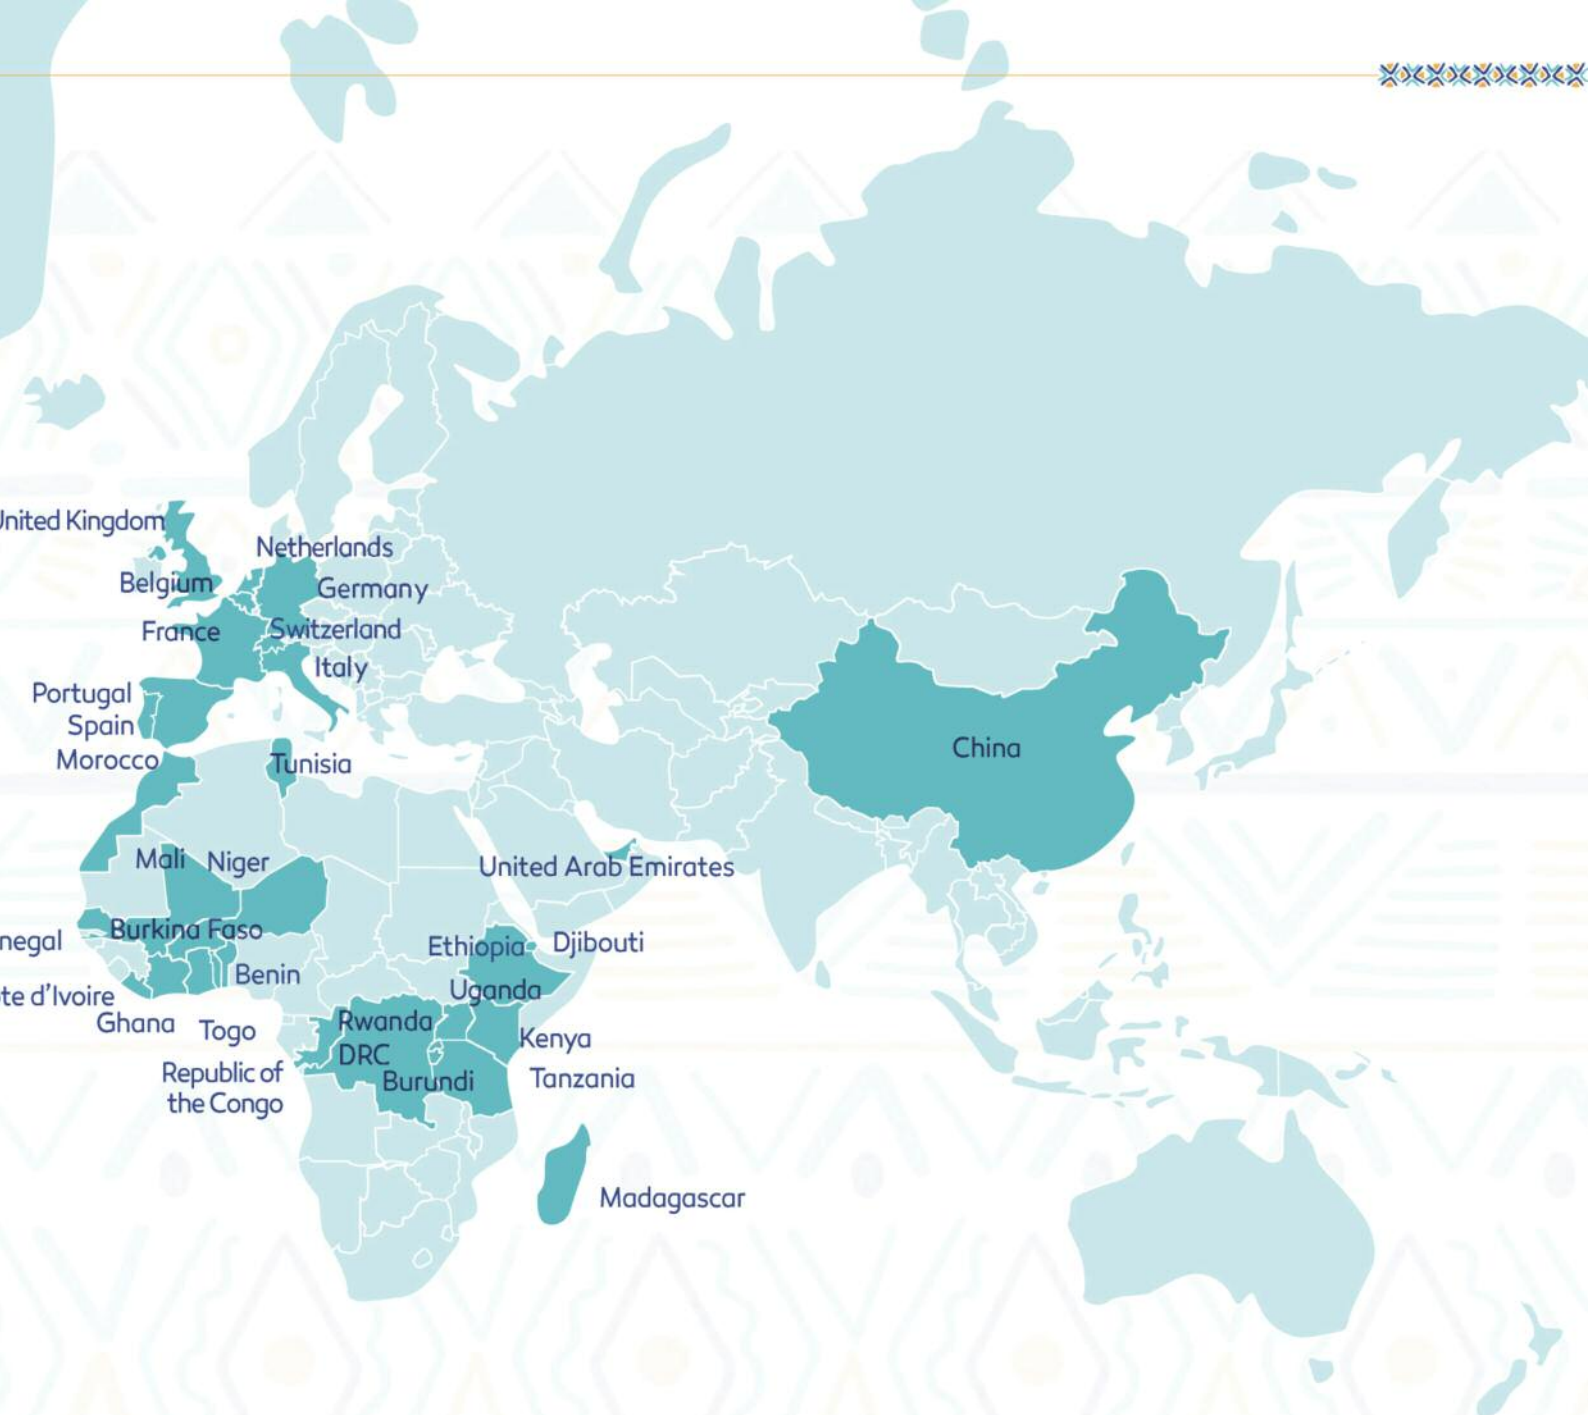 United Kingdom
Netherlands
Belgium
Germany
France
Switzerland
Italy
Portugal
Spain
Morocco
Tunisia
China
Mali
Niger
United Arab Emirates
Burkina Faso
negal
Ethiopia
Djibouti
Benin
Uganda
te d'Ivoire
Ghana
Togo
Rwanda
Kenya
DRC
Republic of
the Congo
Burundi
Tanzania
Madagascar